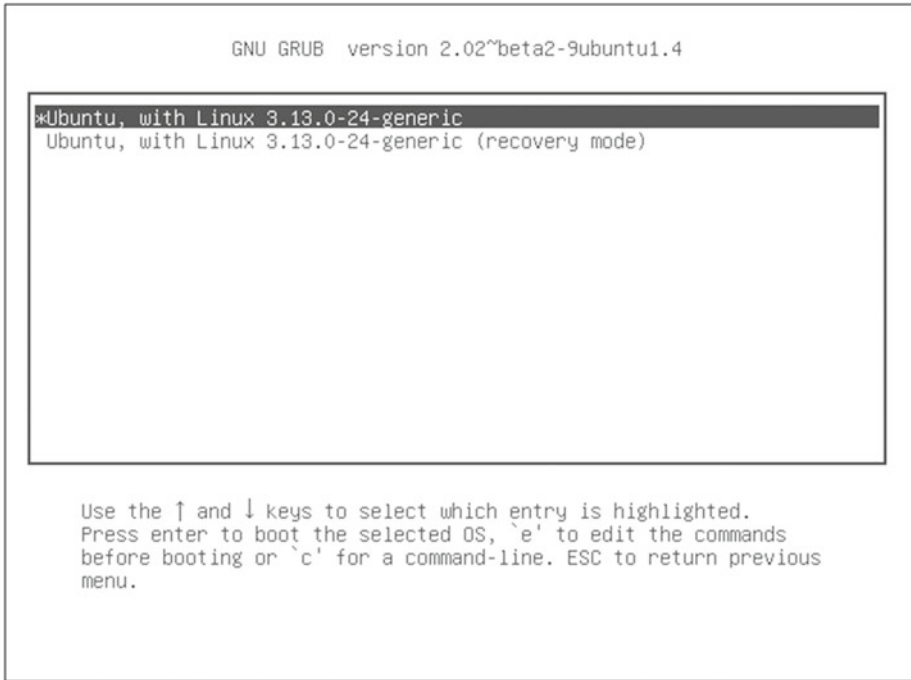 GNU GRUB  version 2.02~beta2-9ubuntu1.4
*Ubuntu, with Linux 3.13.0-24-generic
Ubuntu, with Linux 3.13.0-24-generic (recovery mode)
Use the ↑ and ↓ keys to select which entry is highlighted.
Press enter to boot the selected OS, `e' to edit the commands
before booting or `c' for a command-line. ESC to return previous
menu.